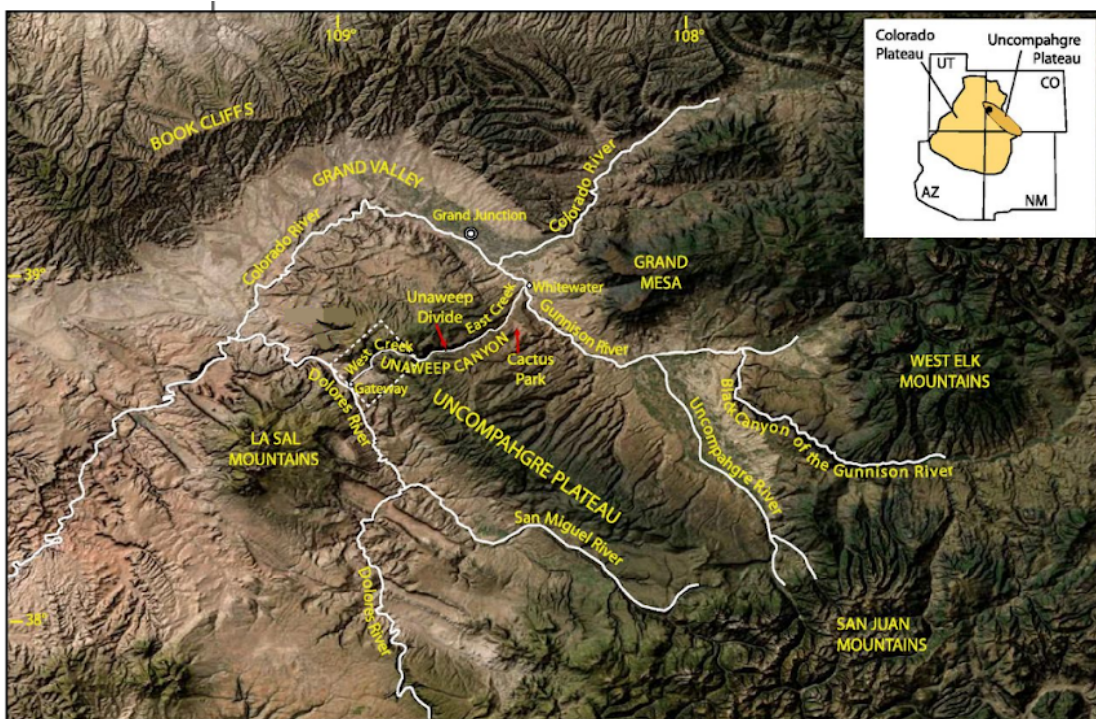 109°
108°
Colorado
Plateau
Uncompahgre
Plateau
UT
CO
AZ
NM
BOOK CLIFFS
GRAND VALLEY
Colorado River
Grand Junction
Colorado River
39°
GRAND
MESA
Whitewater
Unaweep
Divide
East Creek
Gunnison River
West Creek
UNAWEEP CANYON
Cactus
Park
WEST ELK
MOUNTAINS
Gateway
Dolores River
Black Canyon of the Gunnison River
UNCOMPAHGRE PLATEAU
Uncompahgre River
LA SAL
MOUNTAINS
San Miguel River
Dolores River
38°
SAN JUAN
MOUNTAINS